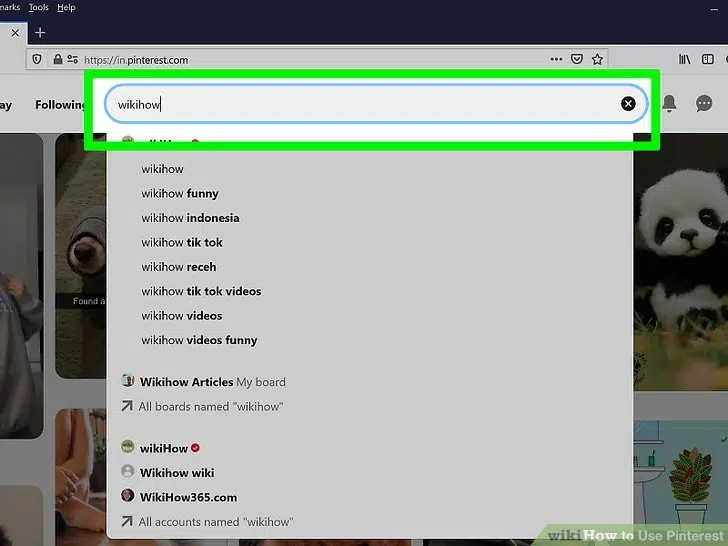 Tools Help
https://in.pinterest.com
Following
wikihow
wikihow
wikihow funny
wikihow indonesia
wikihow tik tok
wikihow receh
wikihow tik tok videos
wikihow videos
wikihow videos funny
Found a
Wikihow Articles My board
All boards named "wikihow"
wikiHow
Wikihow wiki
WikiHow365.com
All accounts named "wikihow"
wikiHow to Use Pinterest